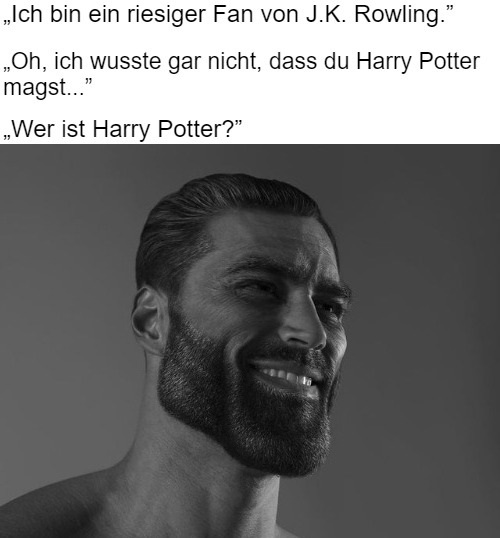 „Ich bin ein riesiger Fan von J.K. Rowling.”
„Oh, ich wusste gar nicht, dass du Harry Potter
magst...”
„Wer ist Harry Potter?”